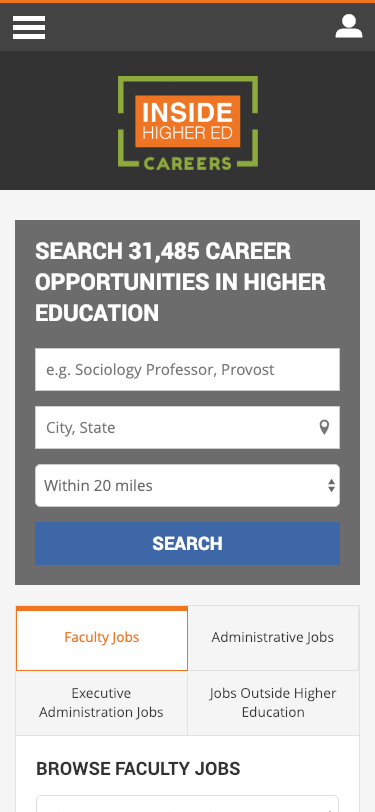 INSIDE
HIGHER ED
CAREERS
SEARCH 31,485 CAREER
OPPORTUNITIES IN HIGHER
EDUCATION
e.g. Sociology Professor, Provost
City, State
Within 20 miles
SEARCH
Faculty Jobs
Administrative Jobs
Executive
Administration Jobs
Jobs Outside Higher
Education
BROWSE FACULTY JOBS